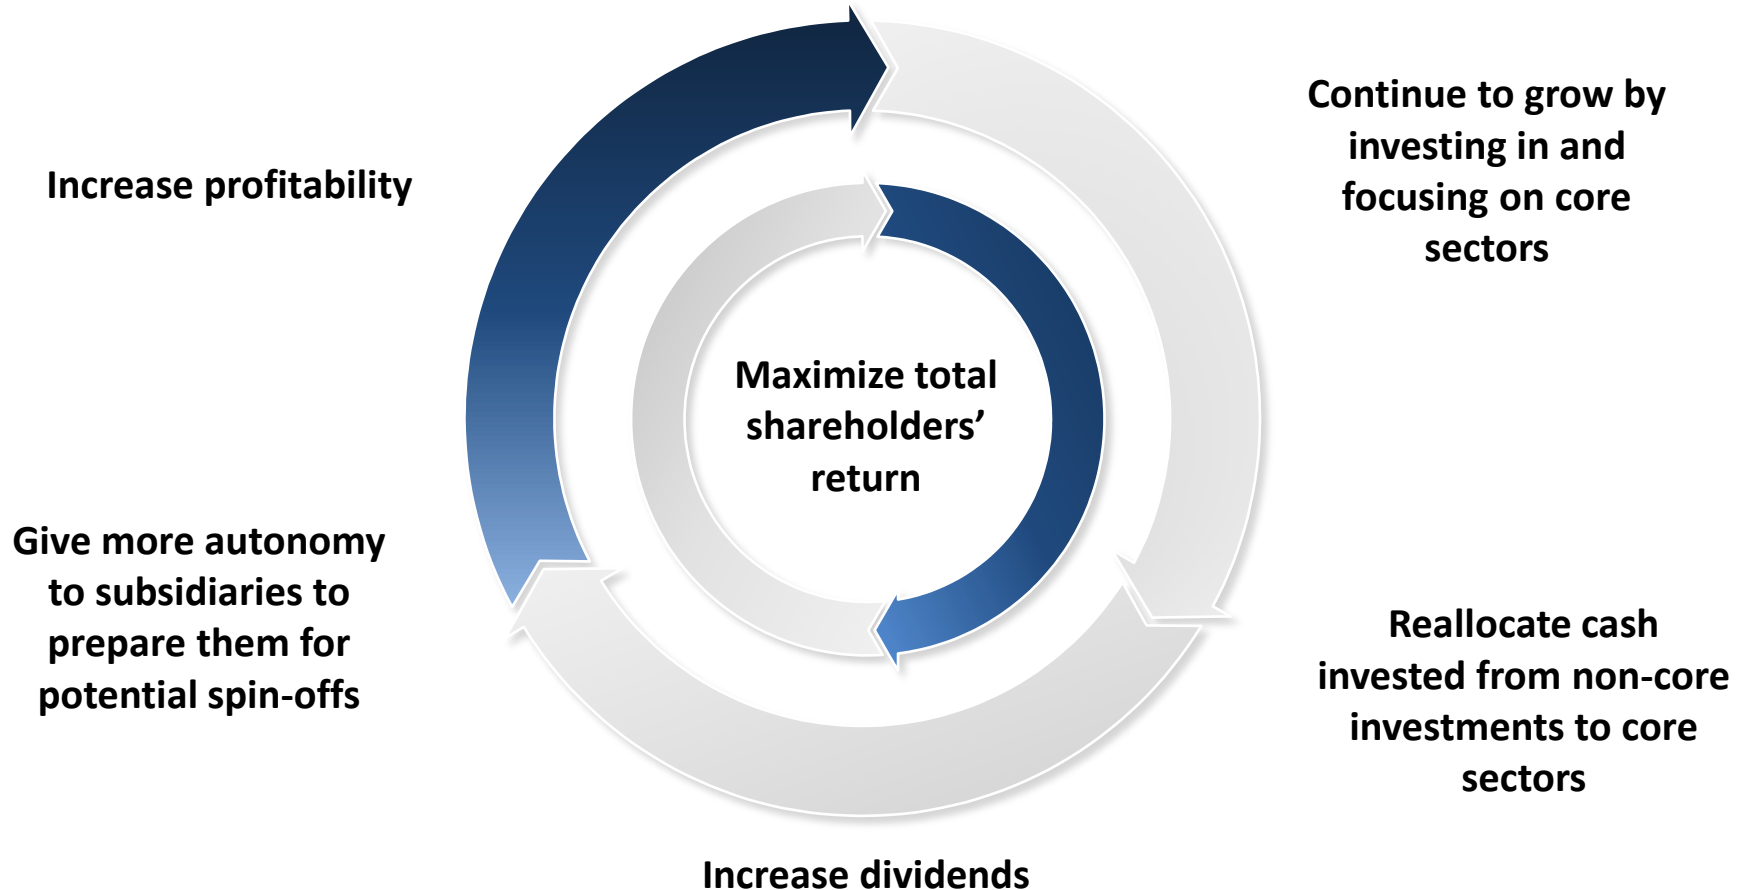 Continue to grow by
investing in and
focusing on core
sectors
Increase profitability
Maximize total
shareholders’
return
Give more autonomy
to subsidiaries to
prepare them for
potential spin-offs
Reallocate cash
invested from non-core
investments to core
sectors
Increase dividends